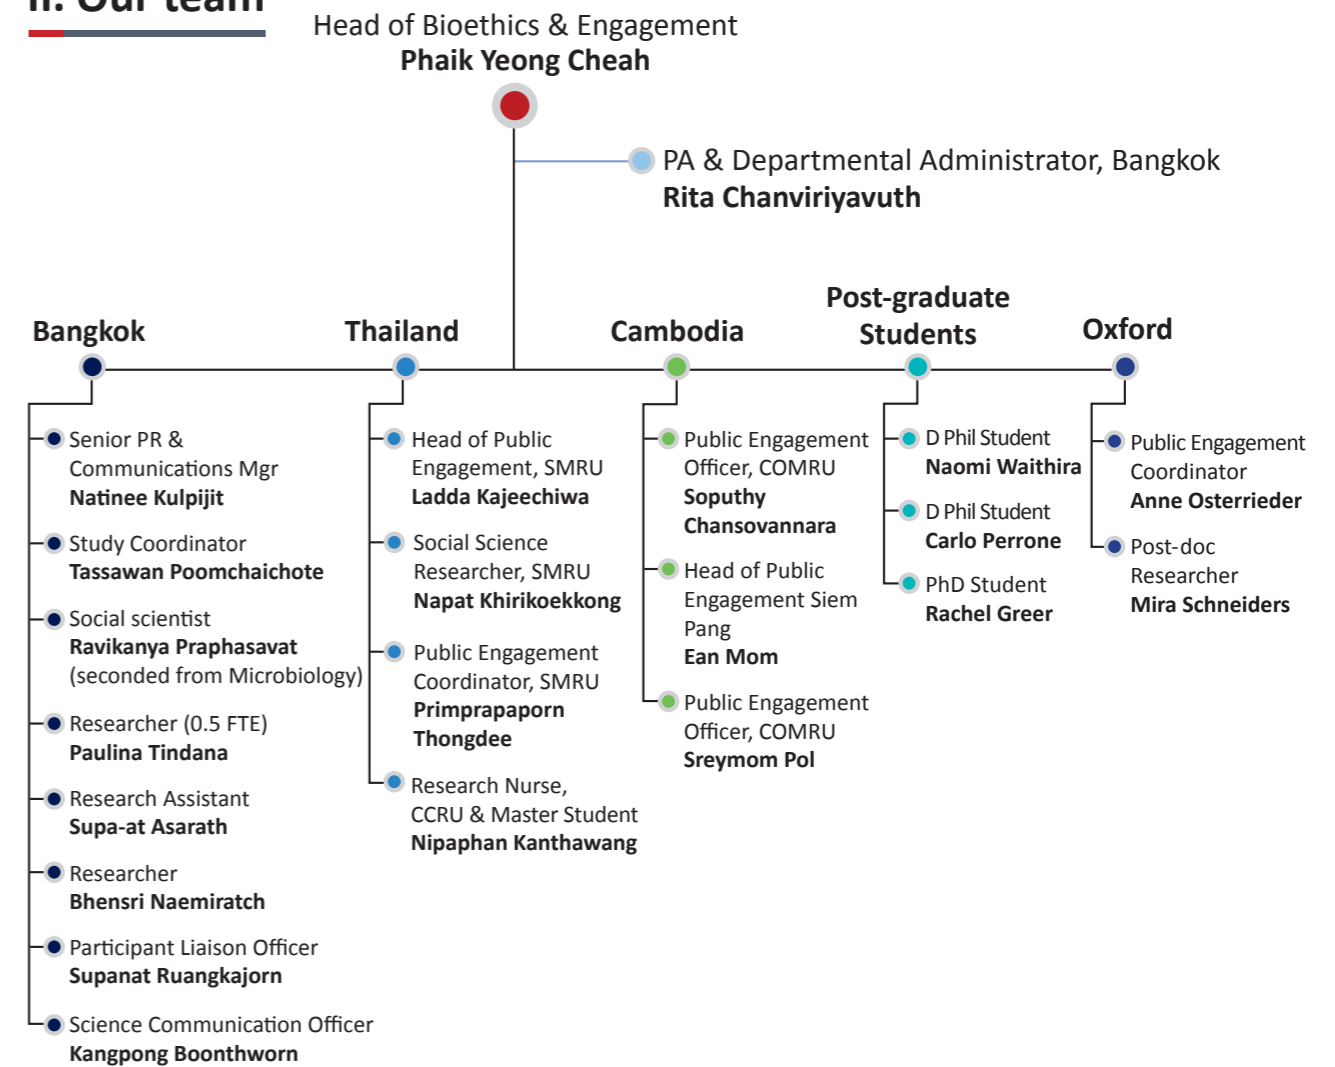 II. Our team
Head of Bioethics & Engagement
Phaik Yeong Cheah
PA & Departmental Administrator, Bangkok
Rita Chanviriyavuth
Bangkok
Senior PR &
Communications Mgr
Natinee Kulpijit
Study Coordinator
Tassawan Poomchaichote
Social scientist
Ravikanya Praphasavat
(seconded from Microbiology)
Researcher (0.5 FTE)
Paulina Tindana
Research Assistant
Supa-at Asarath
Researcher
Bhensri Naemiratch
Participant Liaison Officer
Supanat Ruangkajorn
Science Communication Officer
Kangpong Boonthworn
Thailand
Head of Public
Engagement, SMRU
Ladda Kajeechiwa
Social Science
Researcher, SMRU
Napat Khirikoekkong
Public Engagement
Coordinator, SMRU
Primprapaporn
Thongdee
Research Nurse,
CCRU & Master Student
Nipaphan Kanthawang
Cambodia
Public Engagement
Officer, COMRU
Soputhy
Chansovannara
Head of Public
Engagement Siem
Pang
Ean Mom
Public Engagement
Officer, COMRU
Sreymom Pol
Post-graduate
Students
D Phil Student
Naomi Waithira
D Phil Student
Carlo Perrone
PhD Student
Rachel Greer
Oxford
Public Engagement
Coordinator
Anne Osterrieder
Post-doc
Researcher
Mira Schneiders